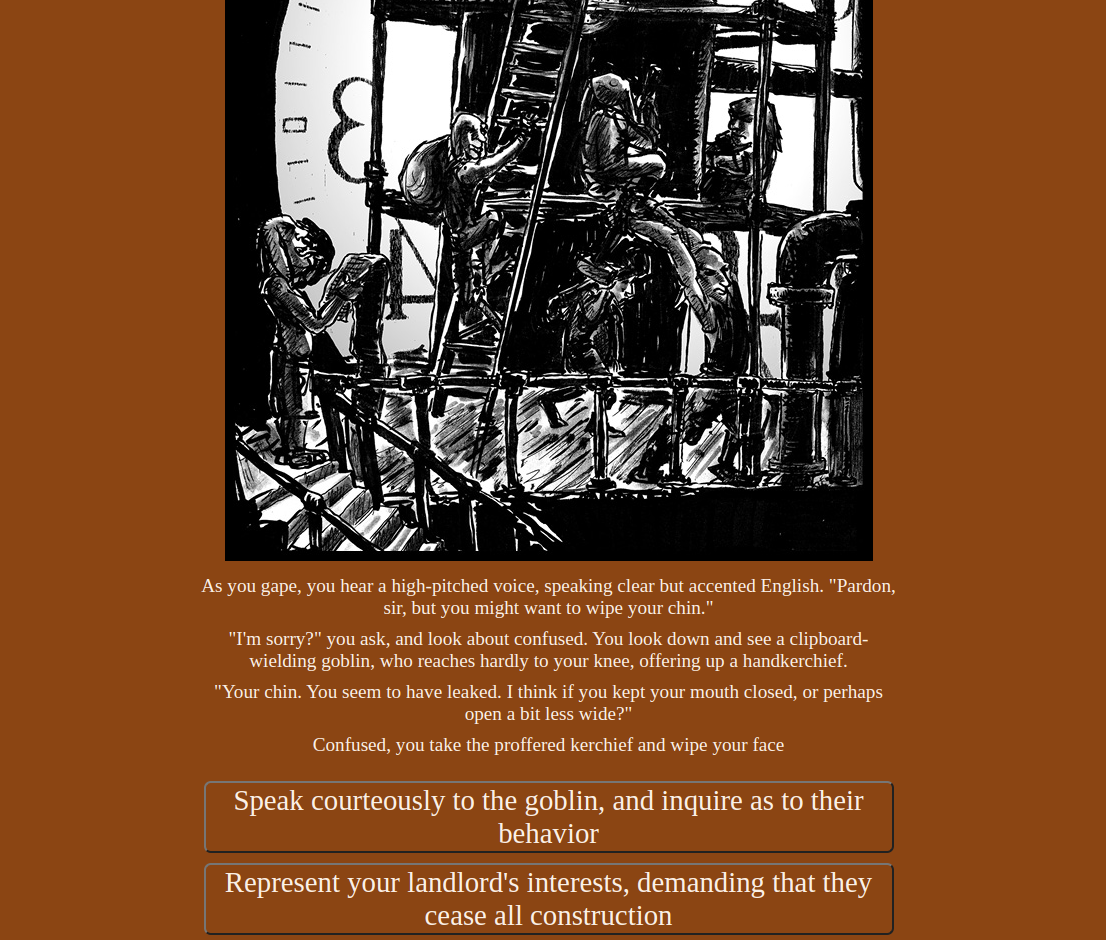 8
N
As you gape, you hear a high-pitched voice, speaking clear but accented English. "Pardon,
sir, but you might want to wipe your chin."
"I'm sorry?" you ask, and look about confused. You look down and see a clipboard-
wielding goblin, who reaches hardly to your knee, offering up a handkerchief.
"Your chin. You seem to have leaked. I think if you kept your mouth closed, or perhaps
open a bit less wide?"
Confused, you take the proffered kerchief and wipe your face
Speak courteously to the goblin, and inquire as to their
behavior
Represent your landlord's interests, demanding that they
cease all construction